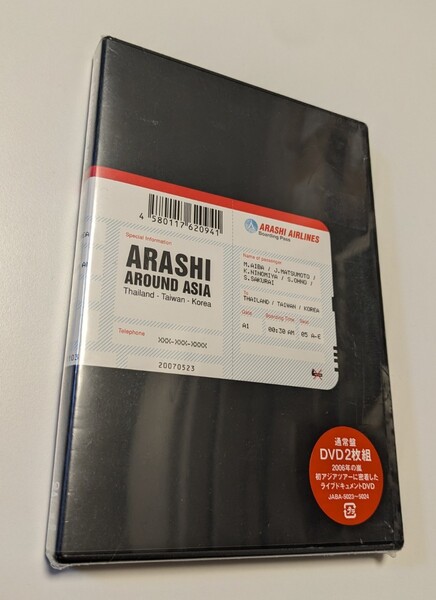 4 580117 620941
ARASHI AIRLINES
Boarding Pass
Special Information
ARASHI
AROUND ASIA
Thailand - Taiwan - Korea
Name of passenger
M.AIBA / J.MATSUMOTO /
K.NINOMIYA / S.OHNO /
S.SAKURAI
To
THAILAND / TAIWAN / KOREA
Gate
Boarding Time
Seat
A1
00:30 AM
05 A-E
Telephone
XXX-XXX-XXXX
20070523
通常盤
DVD2枚組
2006年の嵐
初アジアツアーに密着した
ライブドキュメントDVD
JABA-5023~5024